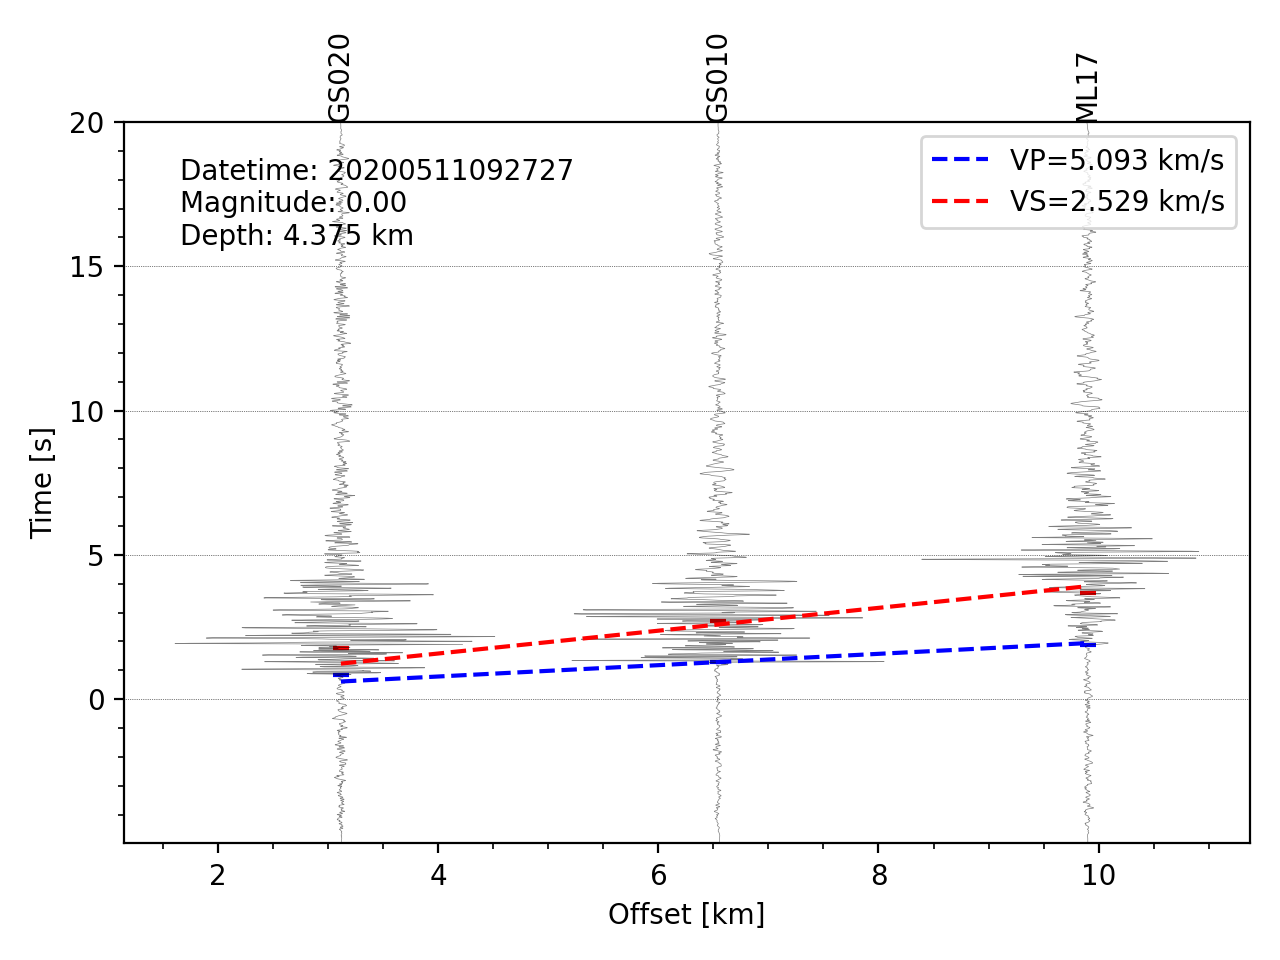 GS020
GS010
ML17
Datetime: 20200511092727
Magnitude: 0.00
Depth: 4.375 km
VP=5.093 km/s
VS=2.529 km/s
20
15
10
5
0
Time [s]
2
4
6
8
10
Offset [km]